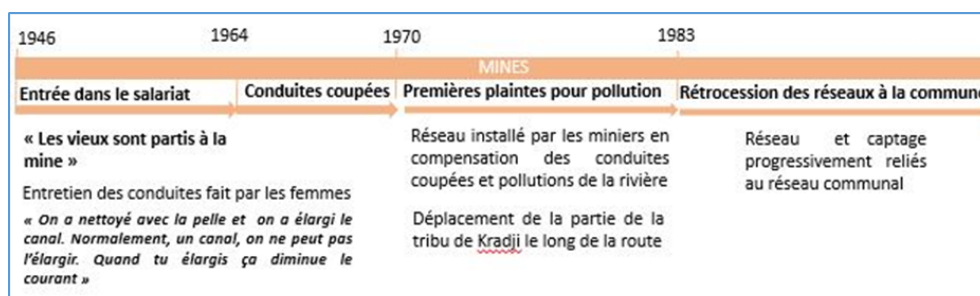 1946 1964 1970 1983
MINES
Entrée dans le salariat Conduites coupées Premières plaintes pour pollution Rétrocession des réseaux à la commune
« Les vieux sont partis à la
mine »
Entretien des conduites fait par les femmes
« On a nettoyé avec la pelle et on a élargi le
canal. Normalement, un canal, on ne peut pas
l'élargir. Quand tu élargis ça diminue le
courant »
Réseau installé par les miniers en
compensation des conduites
coupées et pollutions de la rivière
Déplacement de la partie de la
tribu de Kradji le long de la route
Réseau et captage
progressivement reliés
au réseau communal